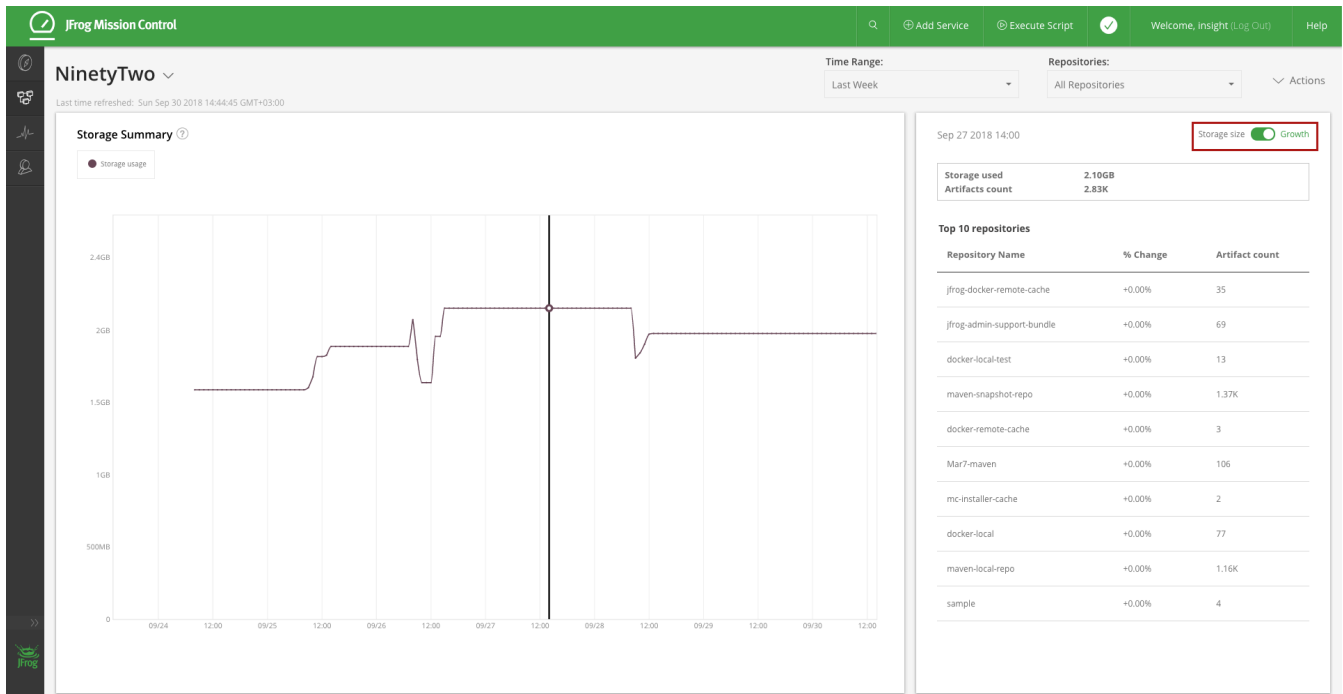 JFrog Mission Control
Add Service
Execute Script
Welcome, insight (Log Out)
Help
NinetyTwo
Last time refreshed: Sun Sep 30 2018 14:44:45 GMT+03:00
Time Range:
Last Week
Repositories:
All Repositories
Actions
Storage Summary ?
Storage usage
2.4GB
2GB
1.5GB
1GB
500MB
0
09/24 12:00 09/25 12:00 09/26 12:00 09/27 12:00 09/28 12:00 09/29 12:00 09/30 12:00
Sep 27 2018 14:00
Storage size Growth
Storage used 2.10GB
Artifacts count 2.83K
Top 10 repositories
Repository Name % Change Artifact count
jfrog-docker-remote-cache +0.00% 35
jfrog-admin-support-bundle +0.00% 69
docker-local-test +0.00% 13
maven-snapshot-repo +0.00% 1.37K
docker-remote-cache +0.00% 3
Mar7-maven +0.00% 106
mc-installer-cache +0.00% 2
docker-local +0.00% 77
maven-local-repo +0.00% 1.16K
sample +0.00% 4
JFrog